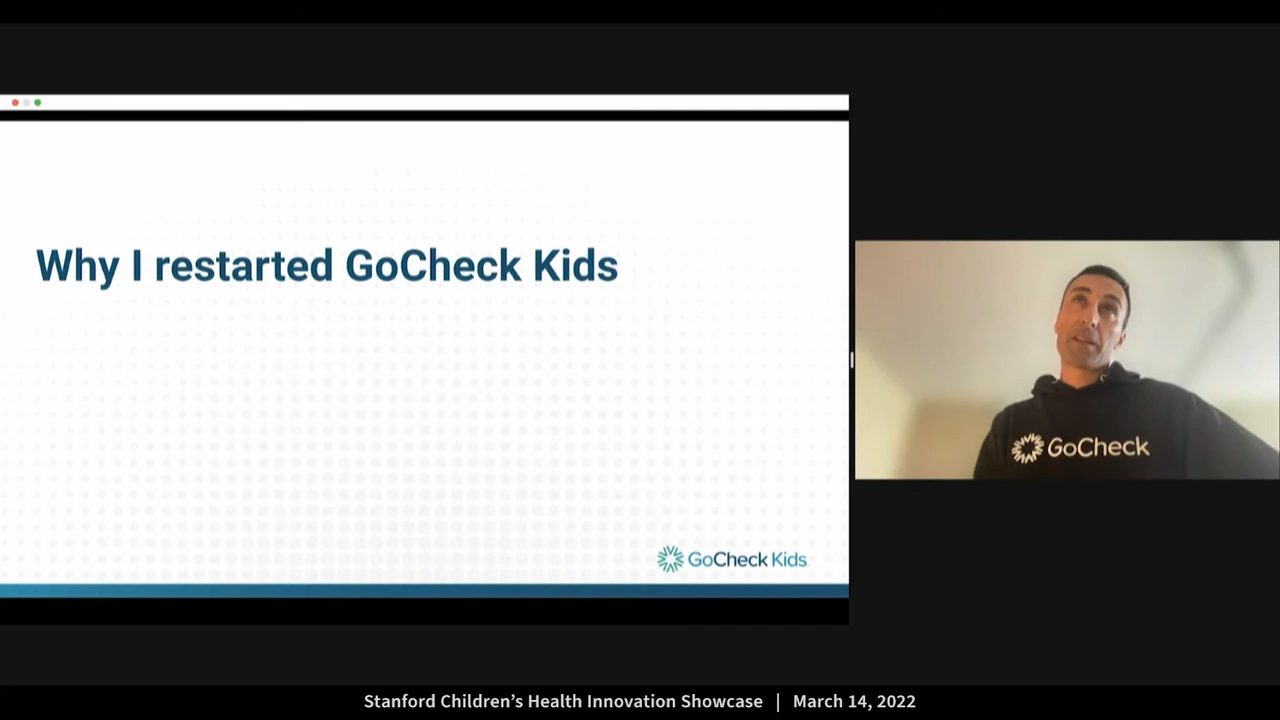 Why I restarted GoCheck Kids
GoCheck Kids
GoCheck
Stanford Children’s Health Innovation Showcase | March 14, 2022